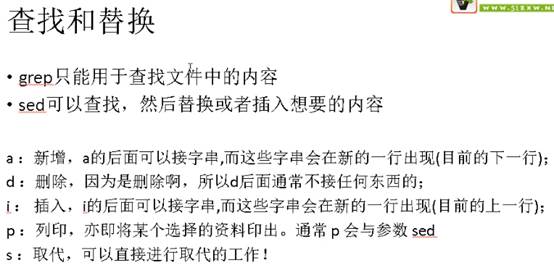 www.51zxw.ne
查找和替换
• grep只能用于查找文件中的内容
• sed可以查找，然后替换或者插入想要的内容
a ：新增，a的后面可以接字串,而这些字串会在新的一行出现(目前的下一行)；
d：删除，因为是删除啊，所以d后面通常不接任何东西的；
i： 插入，i的后面可以接字串,而这些字串会在新的一行出现(目前的上一行)；
p：列印，亦即将某个选择的资料印出。通常 p 会与参数 sed
s：取代，可以直接进行取代的工作！